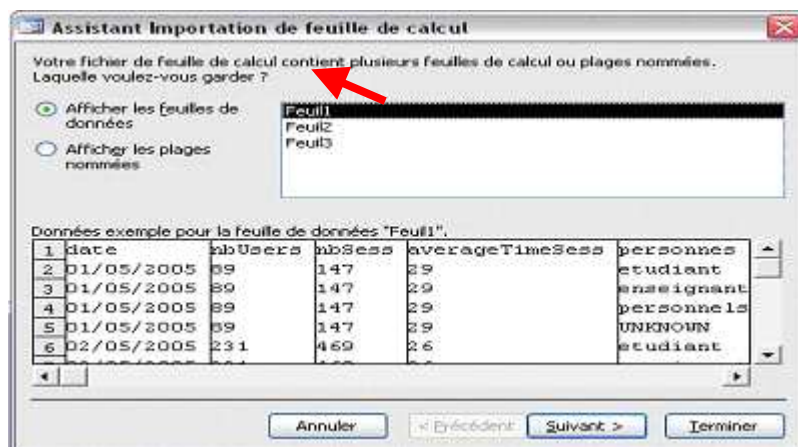 Assistant Importation de feuille de calcul
Votre fichier de feuille de calcul contient plusieurs feuilles de calcul ou plages nommées.
Laquelle voulez-vous garder ?
Afficher les feuilles de
données
Afficher les plages
nommées
Feuil1
Feuil2
Feuil3
Données exemple pour la feuille de données "Feuil1".
1 date nbUsers nbSess averageTimeSess personnes
2 01/05/2005 89 147 29 etudiant
3 01/05/2005 89 147 29 enseignant
4 01/05/2005 89 147 29 personnels
5 01/05/2005 89 147 29 UNKNOWN
6 02/05/2005 231 469 26 etudiant
Annuler < Précédent Suivant > Terminer